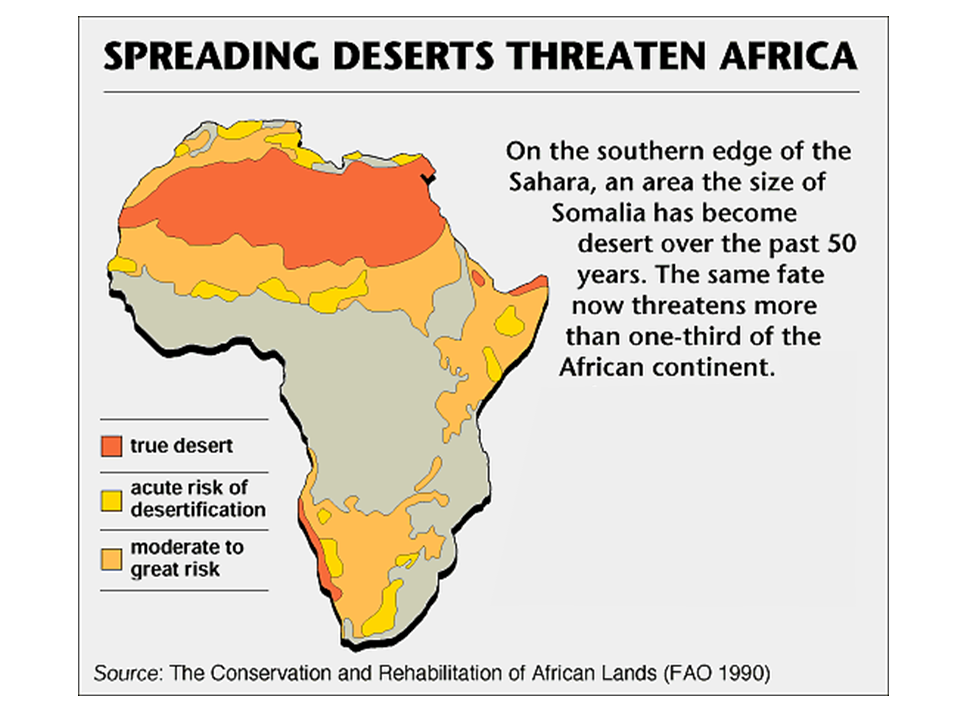 SPREADING DESERTS THREATEN AFRICA
On the southern edge of the
Sahara, an area the size of
Somalia has become
desert over the past 50
years. The same fate
now threatens more
than one-third of the
African continent.
true desert
acute risk of
desertification
moderate to
great risk
Source: The Conservation and Rehabilitation of African Lands (FAO 1990)